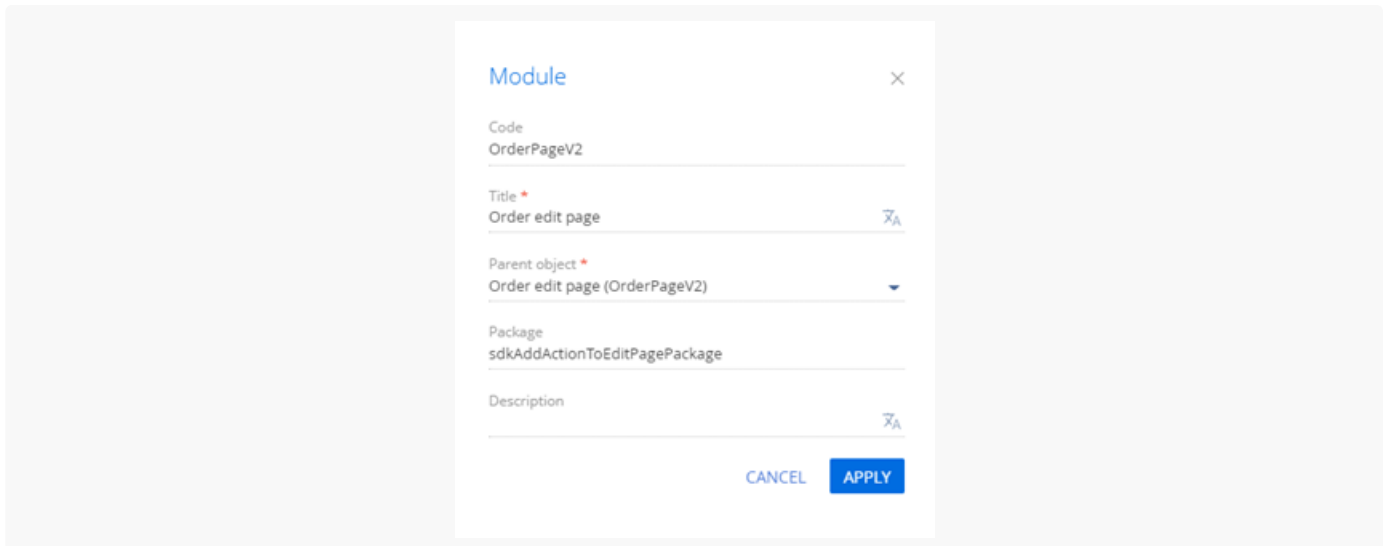 Module
Code
OrderPageV2
Title *
Order edit page
Parent object *
Order edit page (OrderPageV2)
Package
sdkAddActionToEditPagePackage
Description
CANCEL APPLY